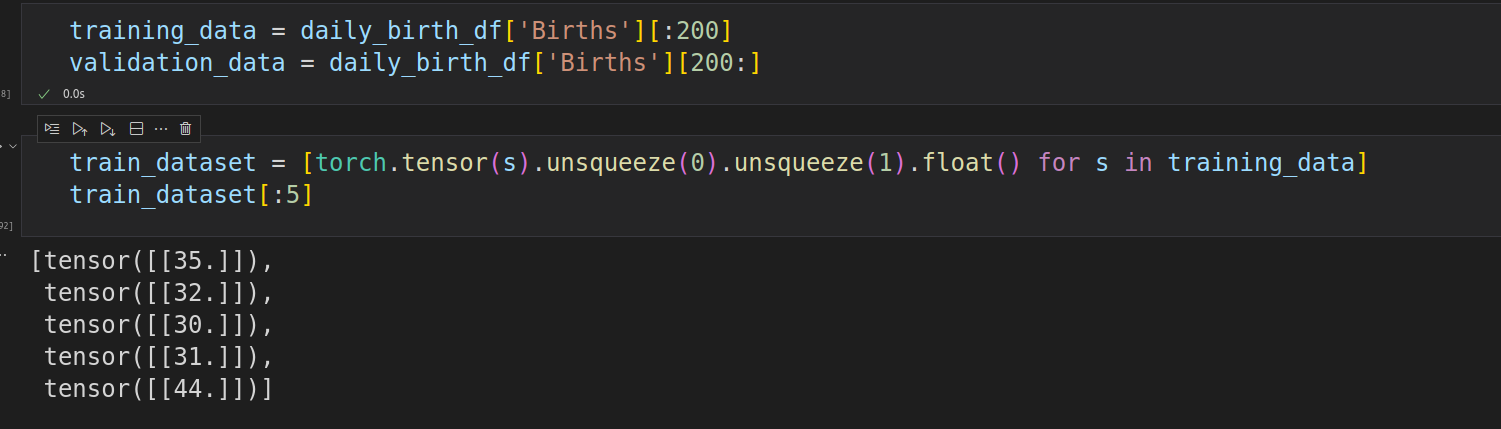 training_data = daily_birth_df['Births'][:200]
validation_data = daily_birth_df['Births'][200:]
8]
0.0s
train_dataset = [torch.tensor(s).unsqueeze(0).unsqueeze(1).float() for s in training_data]
train_dataset[:5]
92]
[tensor([[35.]]),
tensor([[32.]]),
tensor([[30.]]),
tensor([[31.]]),
tensor([[44.]])]